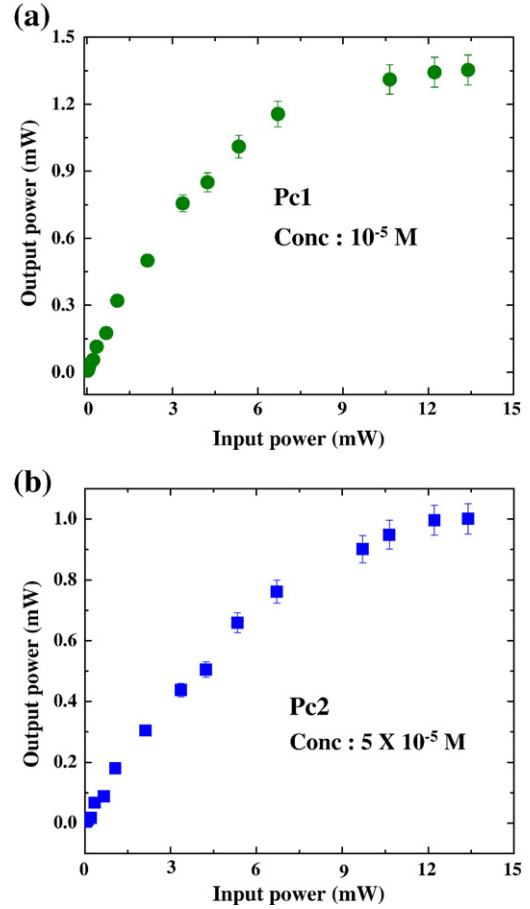 (a)
1.5
1.2
0.9
0.6
0.3
0.0
Output power (mW)
Pc1
Conc : 10⁻⁵ M
0 3 6 9 12 15
Input power (mW)
(b)
1.0
0.8
0.6
0.4
0.2
0.0
Output power (mW)
Pc2
Conc : 5 X 10⁻⁵ M
0 3 6 9 12 15
Input power (mW)